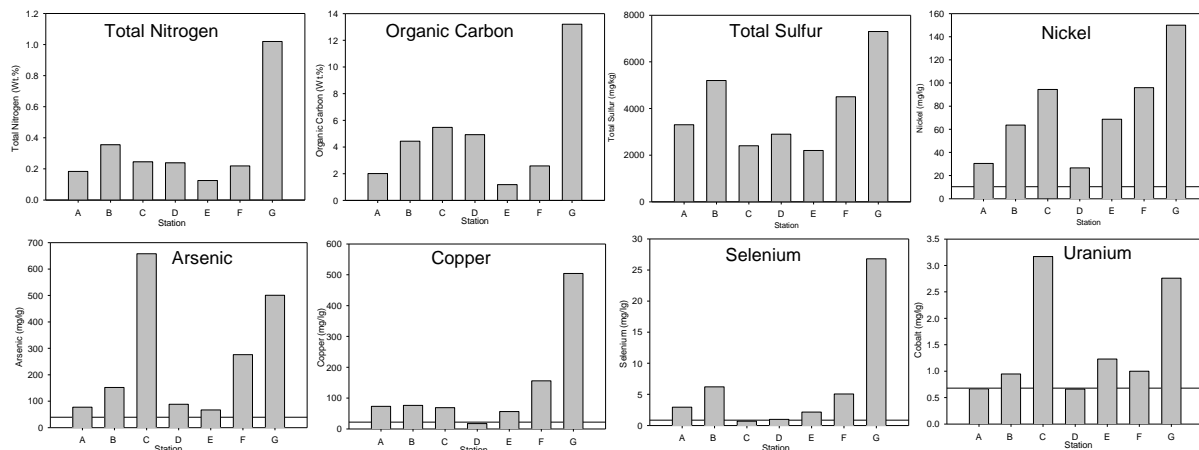 Total Nitrogen
Total Nitrogen (Wt.%)
1.2
1.0
0.8
0.6
0.4
0.2
0.0
A B C D E F G
Station
Organic Carbon
Organic Carbon (Wt.%)
14
12
10
8
6
4
2
0
A B C D E F G
Station
Total Sulfur
Total Sulfur (mg/kg)
8000
6000
4000
2000
0
A B C D E F G
Station
Nickel
Nickel (mg/lg)
160
140
120
100
80
60
40
20
0
A B C D E F G
Station
Arsenic
Arsenic (mg/lg)
700
600
500
400
300
200
100
0
A B C D E F G
Station
Copper
Copper (mg/lg)
600
500
400
300
200
100
0
A B C D E F G
Station
Selenium
Selenium (mg/lg)
30
25
20
15
10
5
0
A B C D E F G
Station
Uranium
Cobalt (mg/lg)
3.5
3.0
2.5
2.0
1.5
1.0
0.5
0.0
A B C D E F G
Station